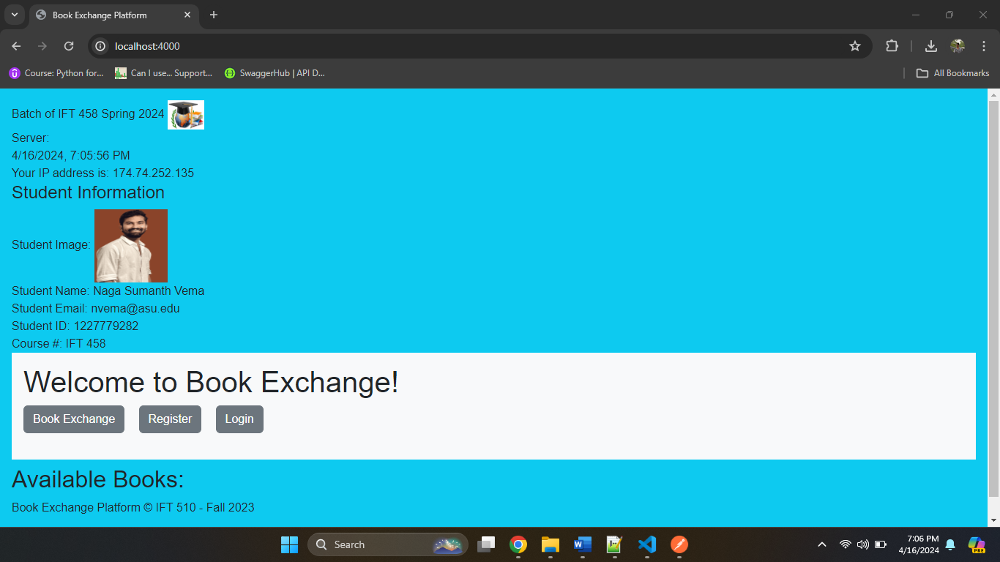 Book Exchange Platform
localhost:4000
Course: Python for...
Can I use... Support...
SwaggerHub | API D...
All Bookmarks
Batch of IFT 458 Spring 2024
Server:
4/16/2024, 7:05:56 PM
Your IP address is: 174.74.252.135
Student Information
Student Image:
Student Name: Naga Sumanth Vema
Student Email: nvema@asu.edu
Student ID: 1227779282
Course #: IFT 458
Welcome to Book Exchange!
Book Exchange
Register
Login
Available Books:
Book Exchange Platform © IFT 510 - Fall 2023
Search
7:06 PM
4/16/2024
PRE